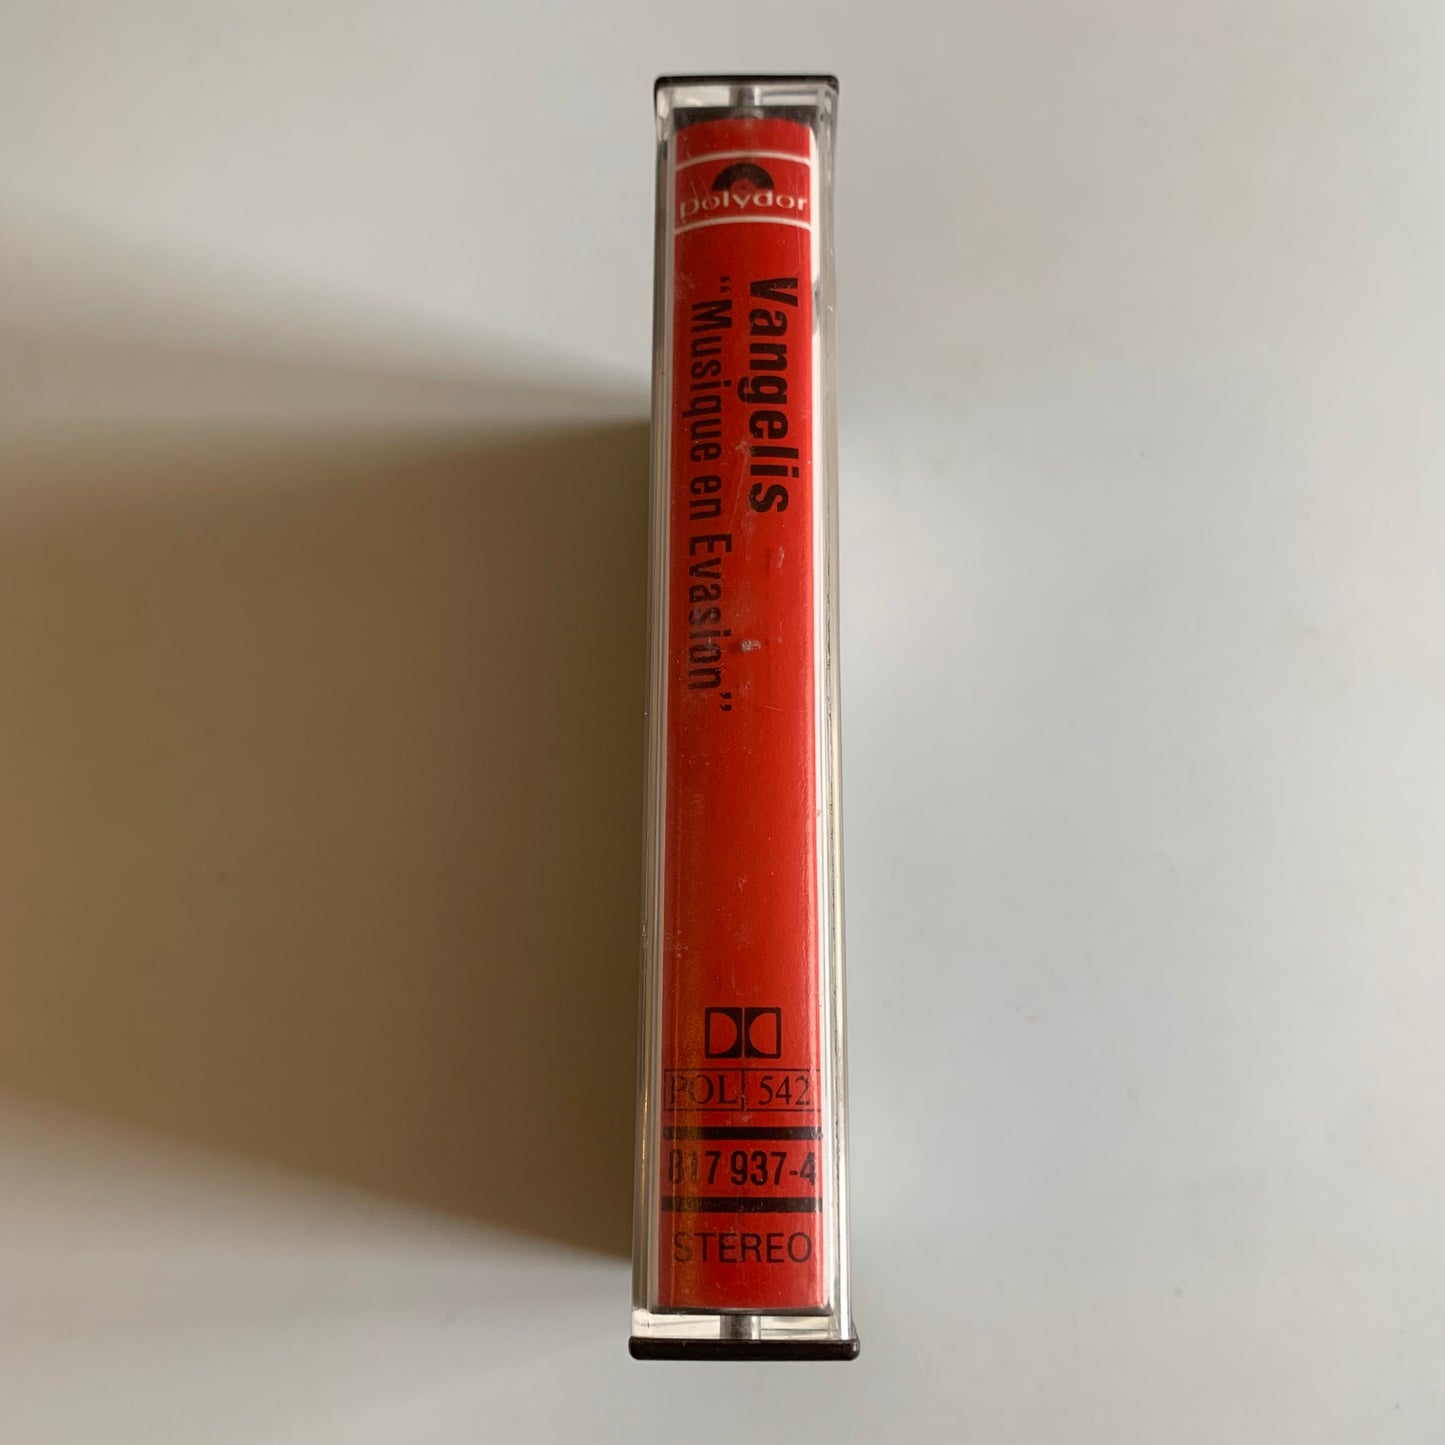 polydor
Vangelis
“Musique en Evasion”
POL 542
817 937-4
STEREO